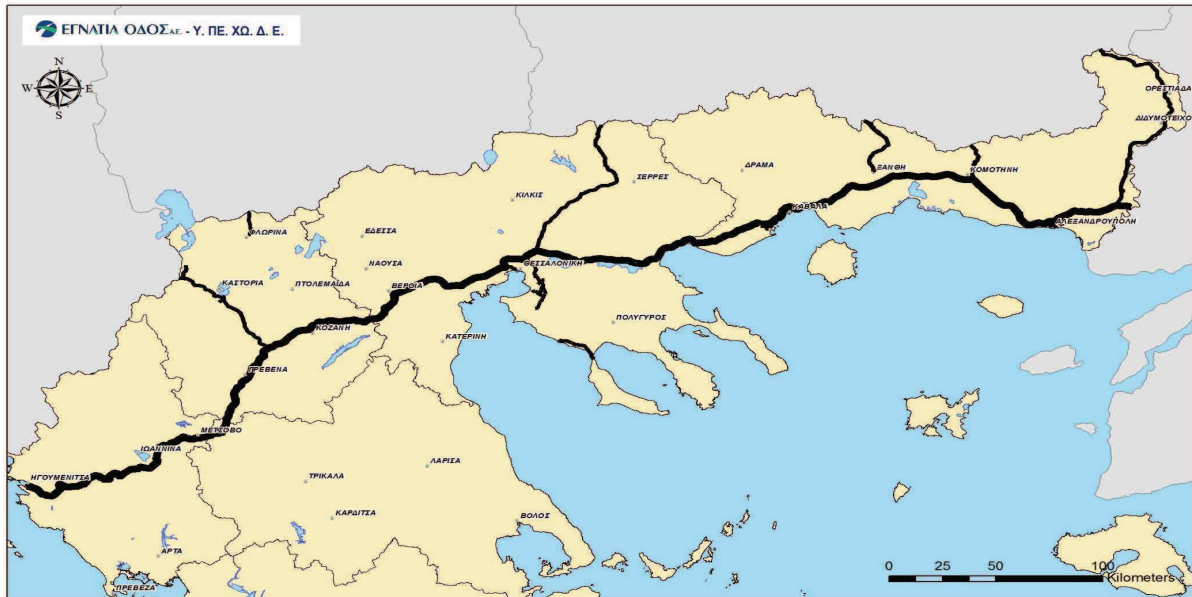 ΕΓΝΑΤΙΑ ΟΔΟΣ Α.Ε. - Υ. ΠΕ. ΧΩ. Δ. Ε.
N
W E
S
ΟΡΕΣΤΙΑΔΑ
ΔΙΔΥΜΟΤΕΙΧΟ
ΞΑΝΘΗ
ΚΟΜΟΤΗΝΗ
ΔΡΑΜΑ
ΣΕΡΡΕΣ
ΚΙΛΚΙΣ
ΚΑΒΑΛΑ
ΑΛΕΞΑΝΔΡΟΥΠΟΛΗ
ΦΛΩΡΙΝΑ
ΕΔΕΣΣΑ
ΝΑΟΥΣΑ
ΘΕΣΣΑΛΟΝΙΚΗ
ΚΑΣΤΟΡΙΑ
ΠΤΟΛΕΜΑΙΔΑ
ΒΕΡΟΙΑ
ΠΟΛΥΓΥΡΟΣ
ΚΟΖΑΝΗ
ΚΑΤΕΡΙΝΗ
ΓΡΕΒΕΝΑ
ΜΕΤΣΟΒΟ
ΙΩΑΝΝΙΝΑ
ΗΓΟΥΜΕΝΙΤΣΑ
ΛΑΡΙΣΑ
ΤΡΙΚΑΛΑ
ΚΑΡΔΙΤΣΑ
ΒΟΛΟΣ
ΑΡΤΑ
ΠΡΕΒΕΖΑ
0 25 50 100
Kilometers